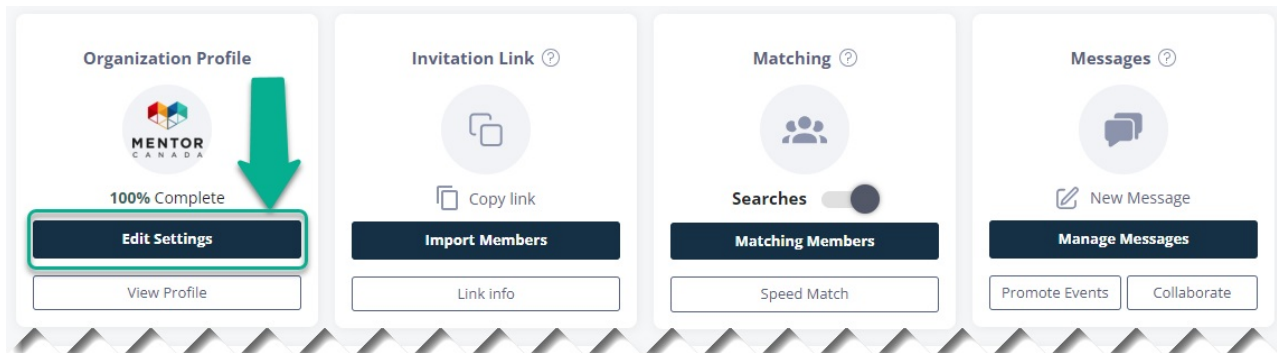 Organization Profile
MENTOR
CANADA
100% Complete
Edit Settings
View Profile
Invitation Link ?
Copy link
Import Members
Link info
Matching ?
Searches
Matching Members
Speed Match
Messages ?
New Message
Manage Messages
Promote Events Collaborate